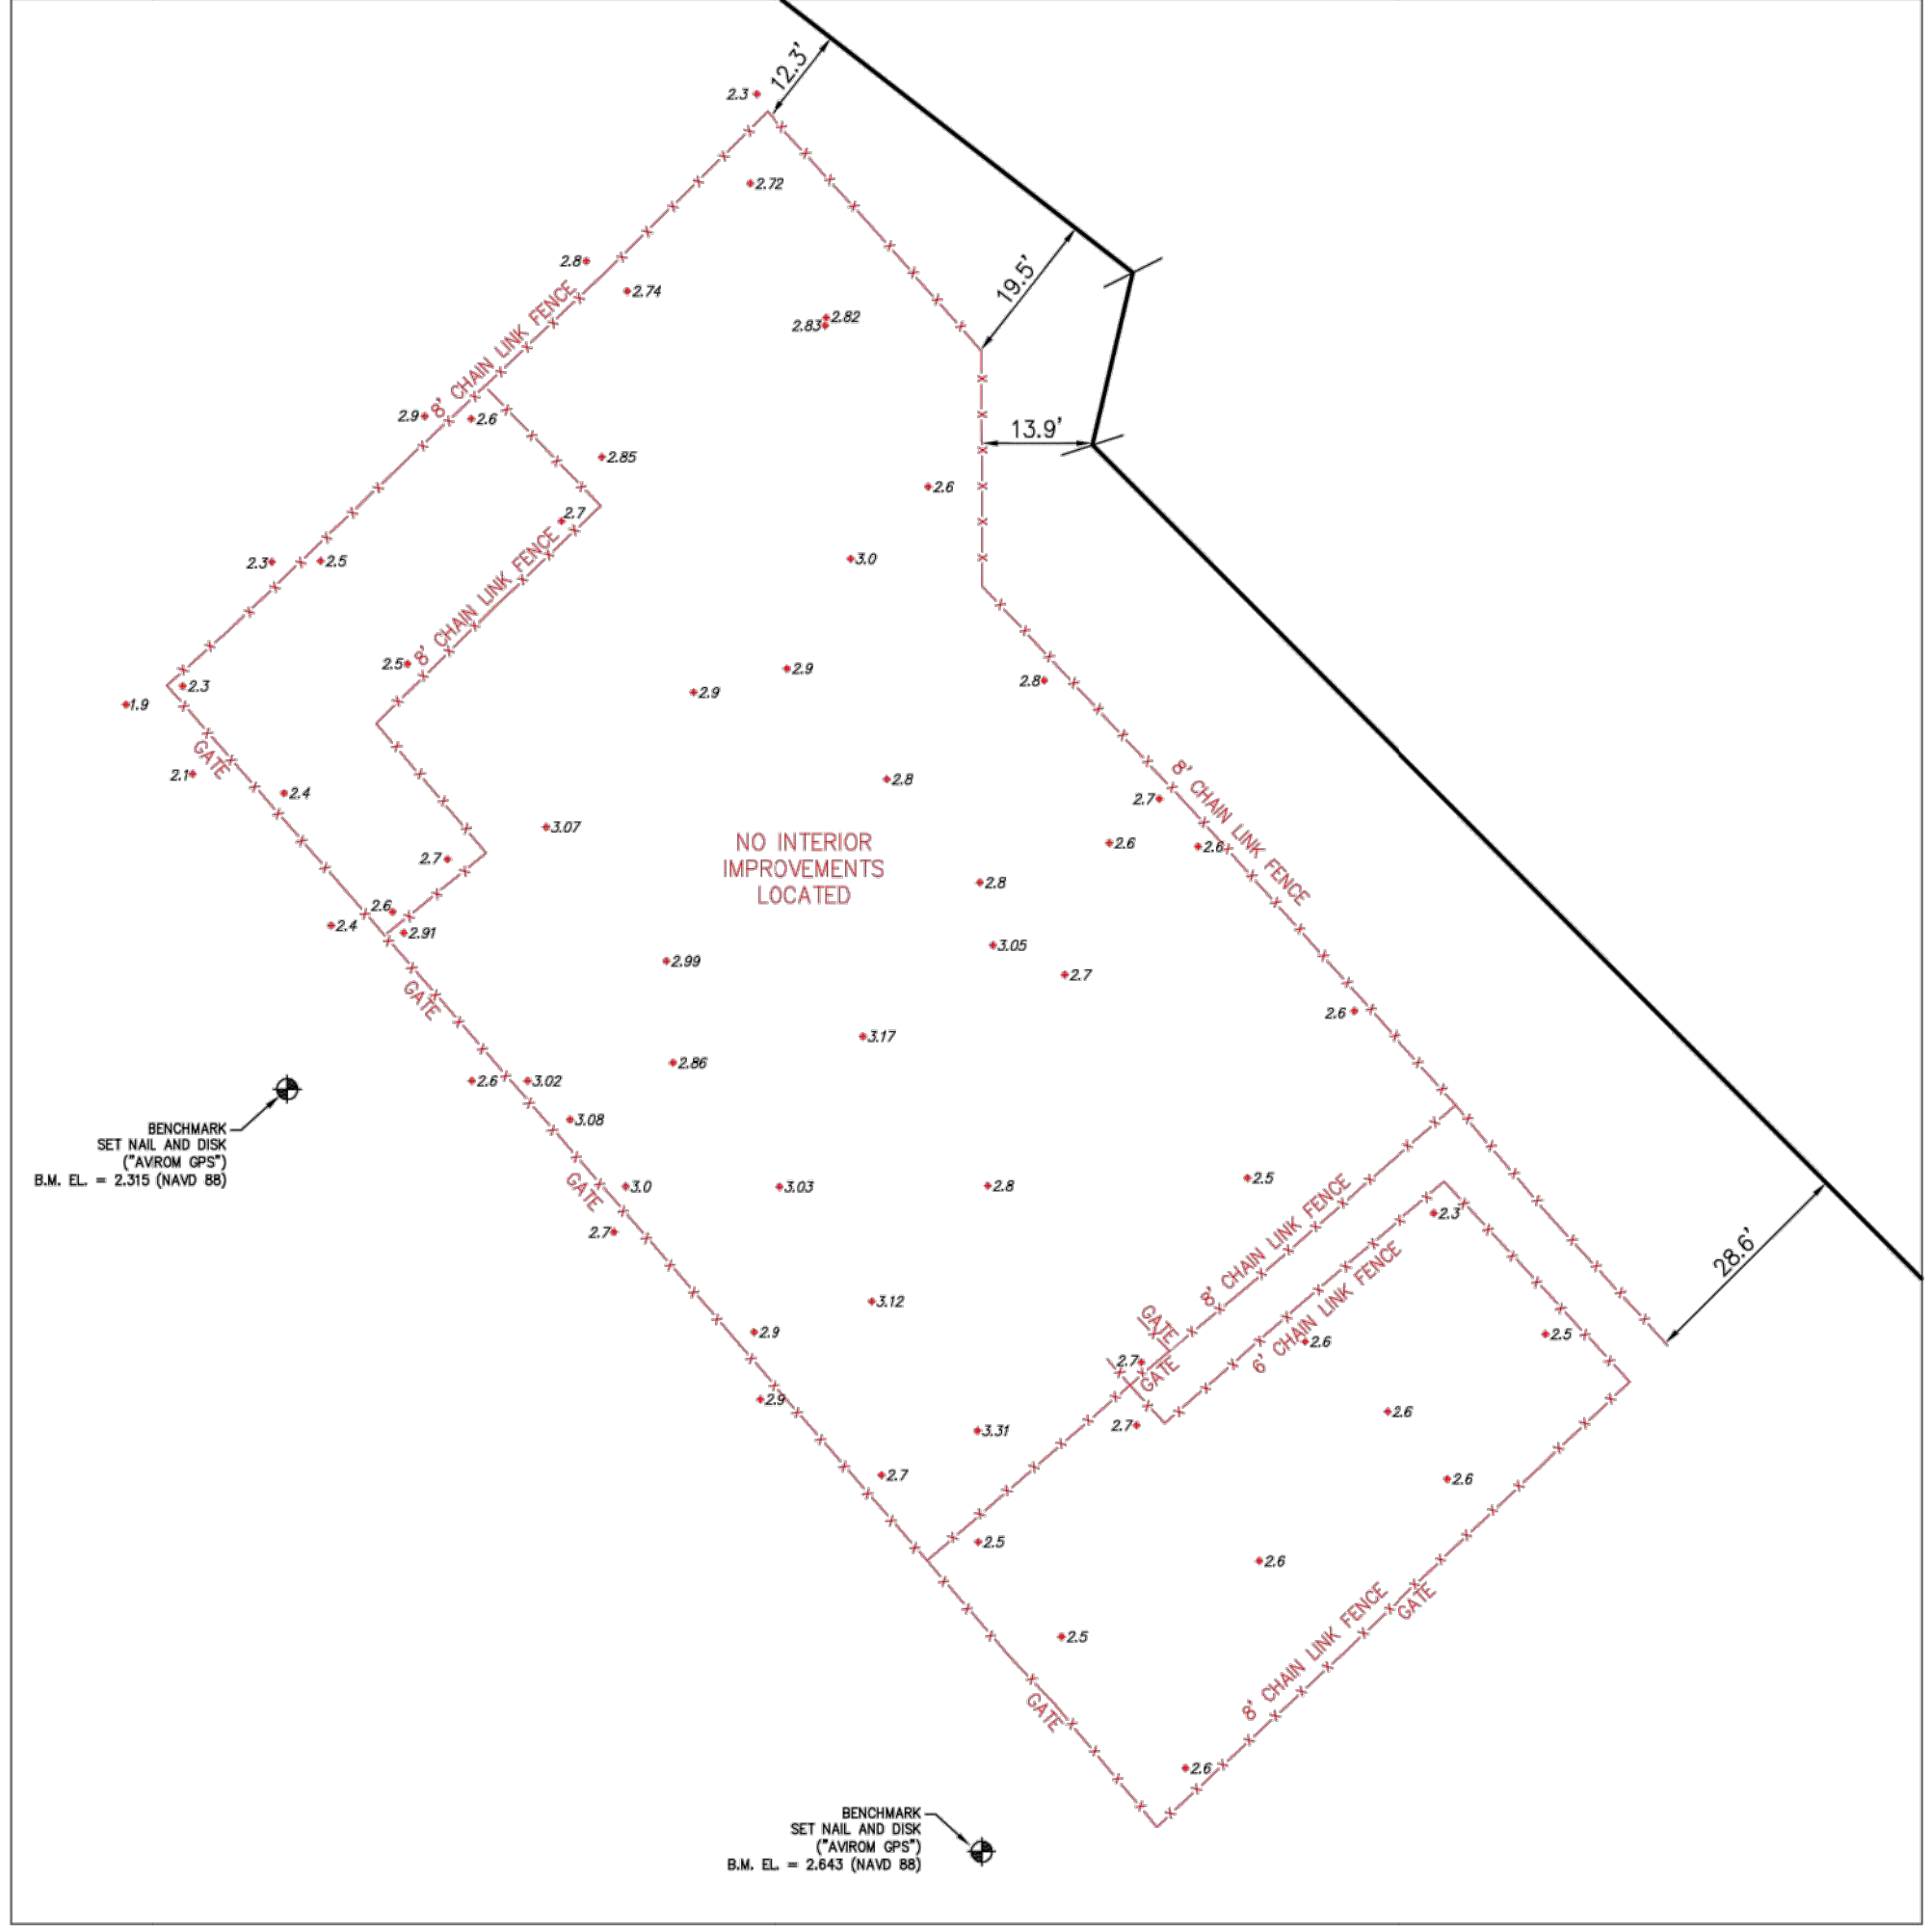 12.3'
2.3
2.72
2.8
2.74
19.5'
2.82
2.83
8' CHAIN LINK FENCE
2.9
2.6
13.9'
2.85
2.6
2.7
3.0
2.3
2.5
8' CHAIN LINK FENCE
2.5
2.9
2.9
2.8
2.3
1.9
GATE
2.1
2.4
2.8
8' CHAIN LINK FENCE
2.7
3.07
2.6
2.6
NO INTERIOR
IMPROVEMENTS
LOCATED
2.7
2.8
2.6
2.4
2.91
3.05
2.99
2.7
GATE
2.6
3.17
2.86
2.6
3.02
3.08
BENCHMARK
SET NAIL AND DISK
("AVIROM GPS")
B.M. EL. = 2.315 (NAVD 88)
GATE
3.0
3.03
2.8
2.5
2.7
2.3
8' CHAIN LINK FENCE
28.6'
6' CHAIN LINK FENCE
3.12
GATE
2.9
2.6
2.5
2.7
GATE
2.9
2.6
2.7
3.31
2.7
2.6
2.5
2.6
8' CHAIN LINK FENCE
GATE
2.5
GATE
2.6
BENCHMARK
SET NAIL AND DISK
("AVIROM GPS")
B.M. EL. = 2.643 (NAVD 88)